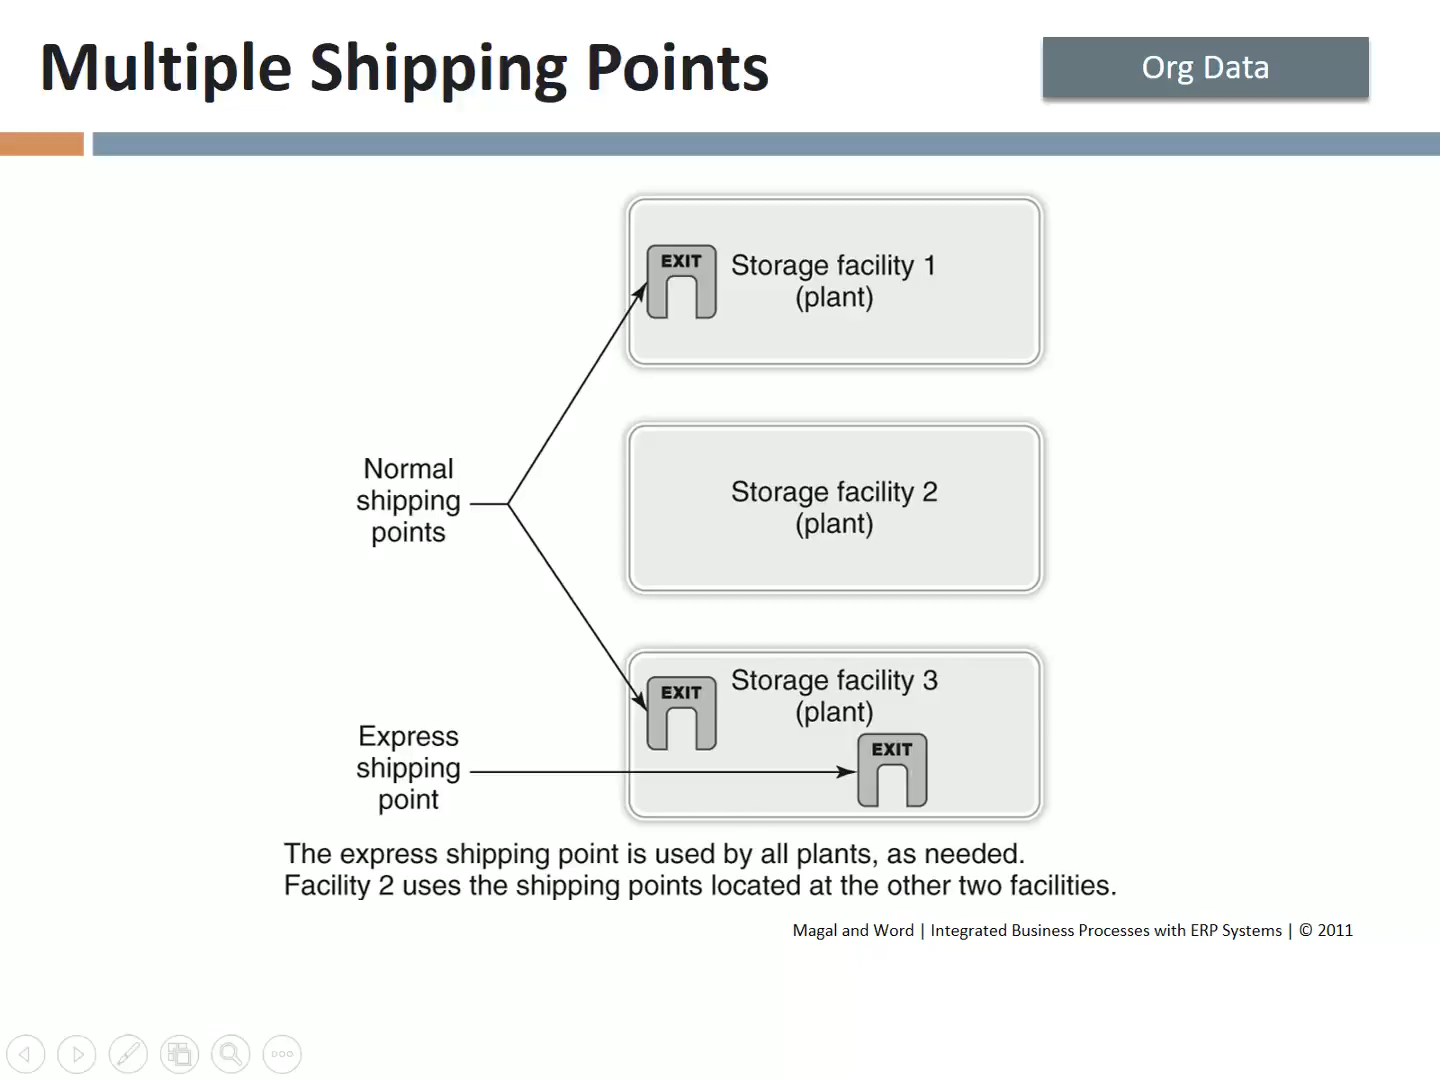 Multiple Shipping Points
Org Data
EXIT
Storage facility 1
(plant)
Normal
shipping
points
Storage facility 2
(plant)
EXIT
Storage facility 3
(plant)
Express
shipping
point
EXIT
The express shipping point is used by all plants, as needed.
Facility 2 uses the shipping points located at the other two facilities.
Magal and Word | Integrated Business Processes with ERP Systems | © 2011